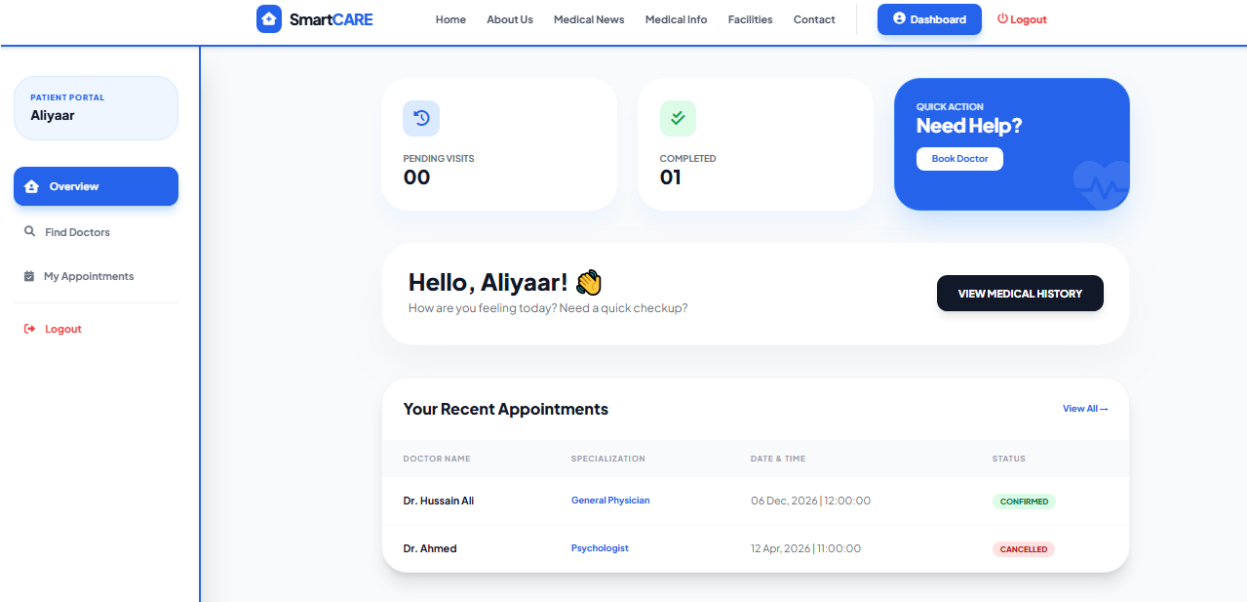 SmartCARE Home About Us Medical News Medical Info Facilities Contact Dashboard Logout
PATIENT PORTAL
Aliyaar
Overview
Find Doctors
My Appointments
Logout
PENDING VISITS
00
COMPLETED
01
QUICK ACTION
Need Help?
Book Doctor
Hello, Aliyaar! 👋
How are you feeling today? Need a quick checkup?
VIEW MEDICAL HISTORY
Your Recent Appointments View All →
DOCTOR NAME SPECIALIZATION DATE & TIME STATUS
Dr. Hussain Ali General Physician 06 Dec, 2026 | 12:00:00 CONFIRMED
Dr. Ahmed Psychologist 12 Apr, 2026 | 11:00:00 CANCELLED